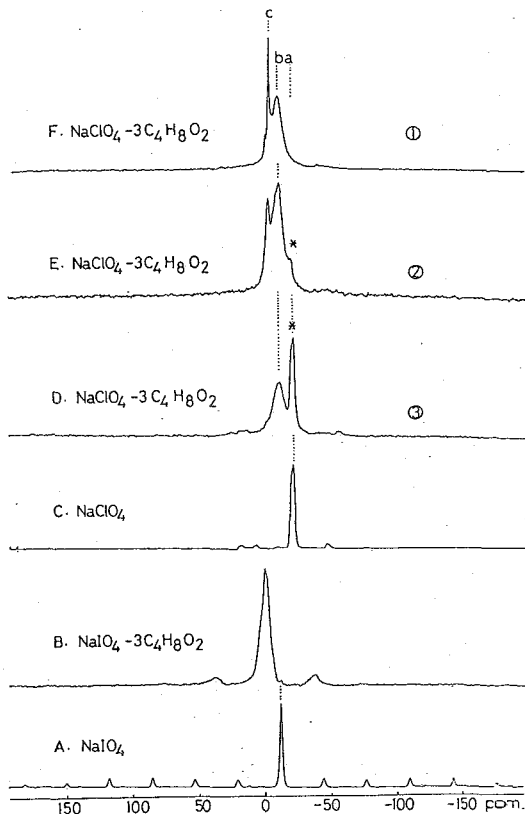 c
b a
F. NaClO₄-3C₄H₈O₂ ①
*
E. NaClO₄-3C₄H₈O₂ ②
*
D. NaClO₄-3C₄H₈O₂ ③
C. NaClO₄
B. NaIO₄-3C₄H₈O₂
A. NaIO₄
150 100 50 0 -50 -100 -150 ppm.